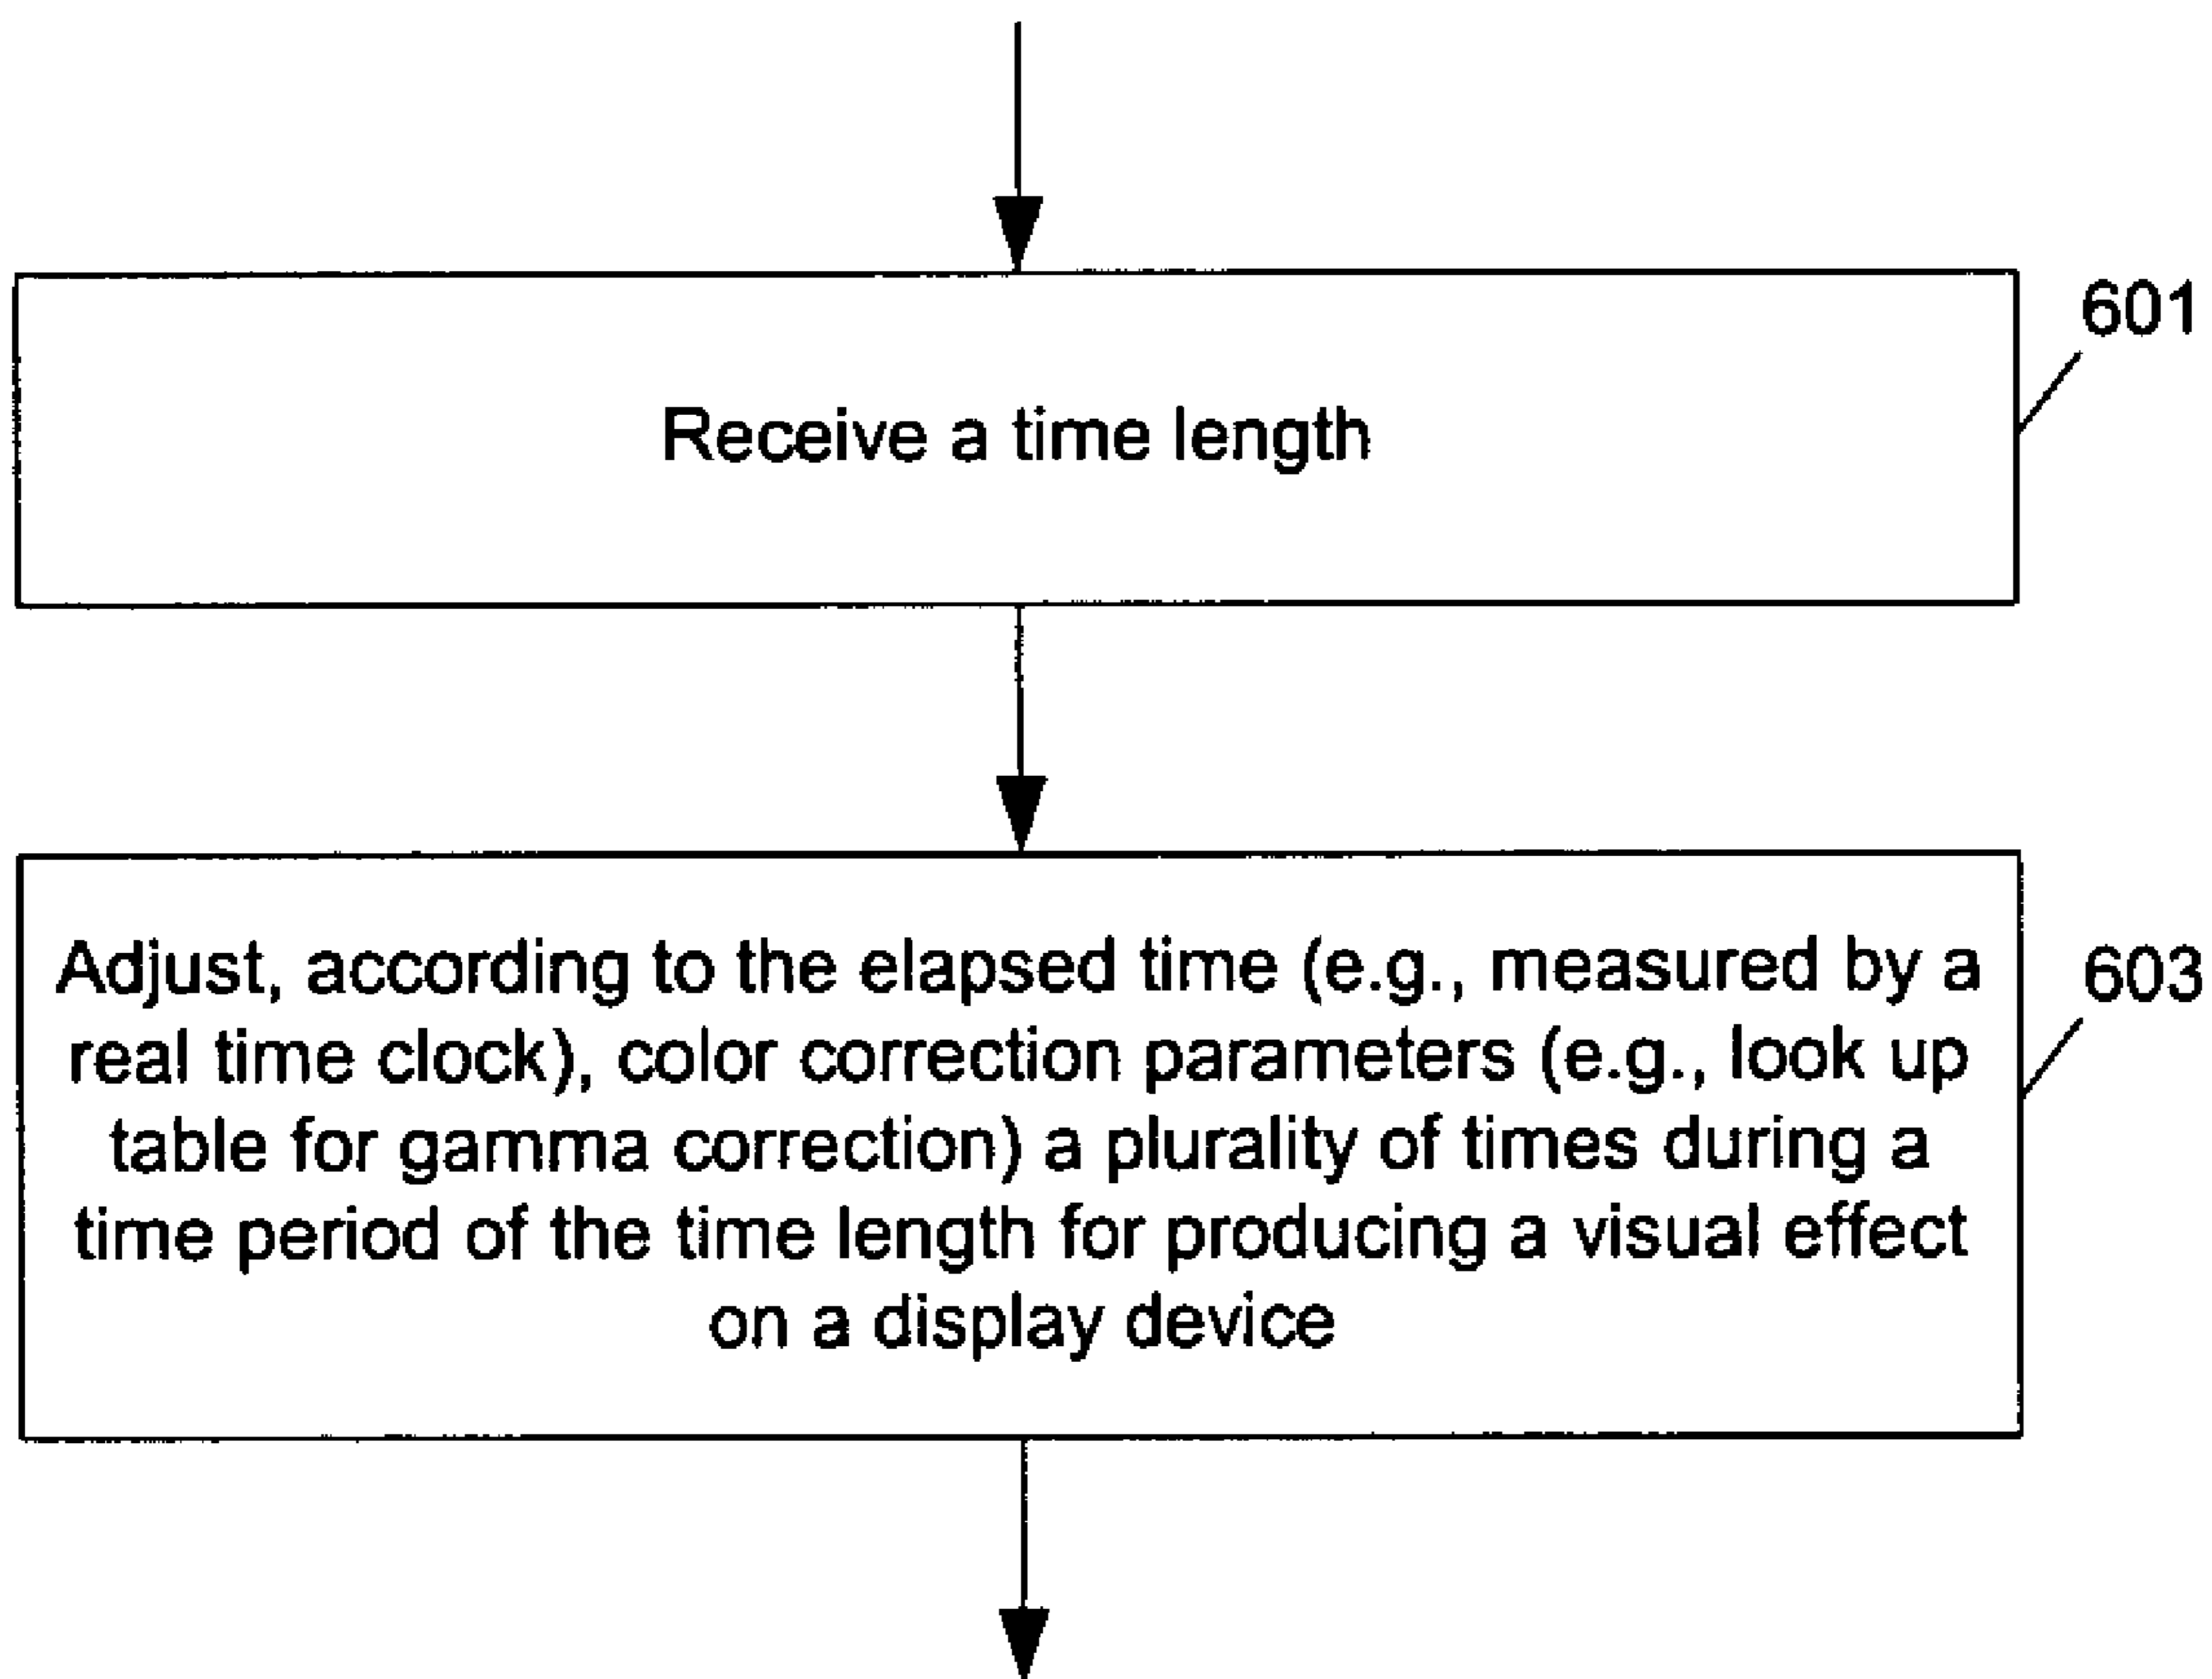 601
Receive a time length
Adjust, according to the elapsed time (e.g., measured by a
603
real time clock), color correction parameters (e.g., look up
table for gamma correction) a plurality of times during a
time period of the time length for producing a visual effect
on a display device